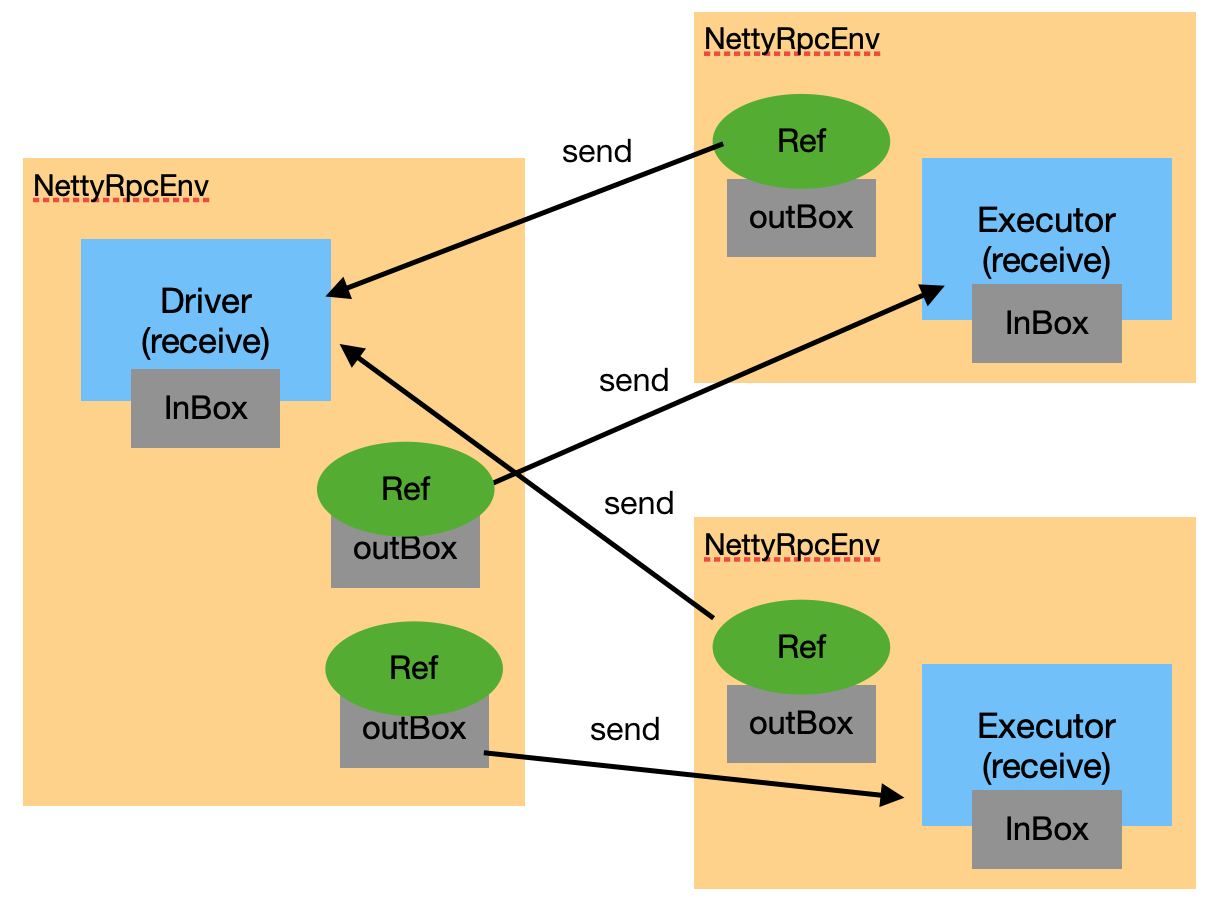 NettyRpcEnv
Driver
(receive)
InBox
Ref
outBox
Ref
outBox
send
send
send
send
NettyRpcEnv
Ref
outBox
Executor
(receive)
InBox
NettyRpcEnv
Ref
outBox
Executor
(receive)
InBox